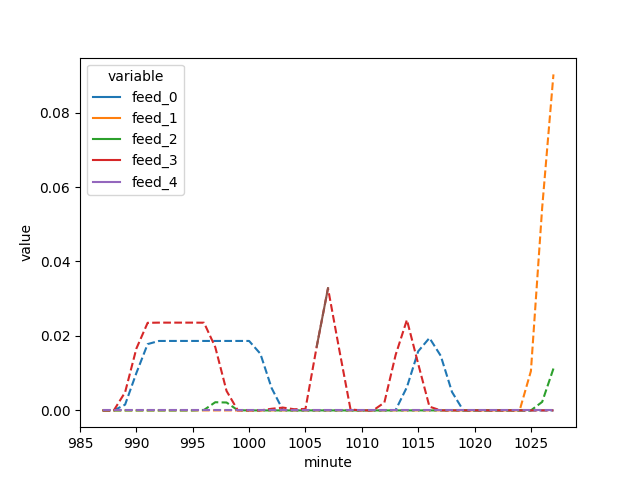 variable
feed_0
feed_1
feed_2
feed_3
feed_4
value
0.08
0.06
0.04
0.02
0.00
985 990 995 1000 1005 1010 1015 1020 1025
minute